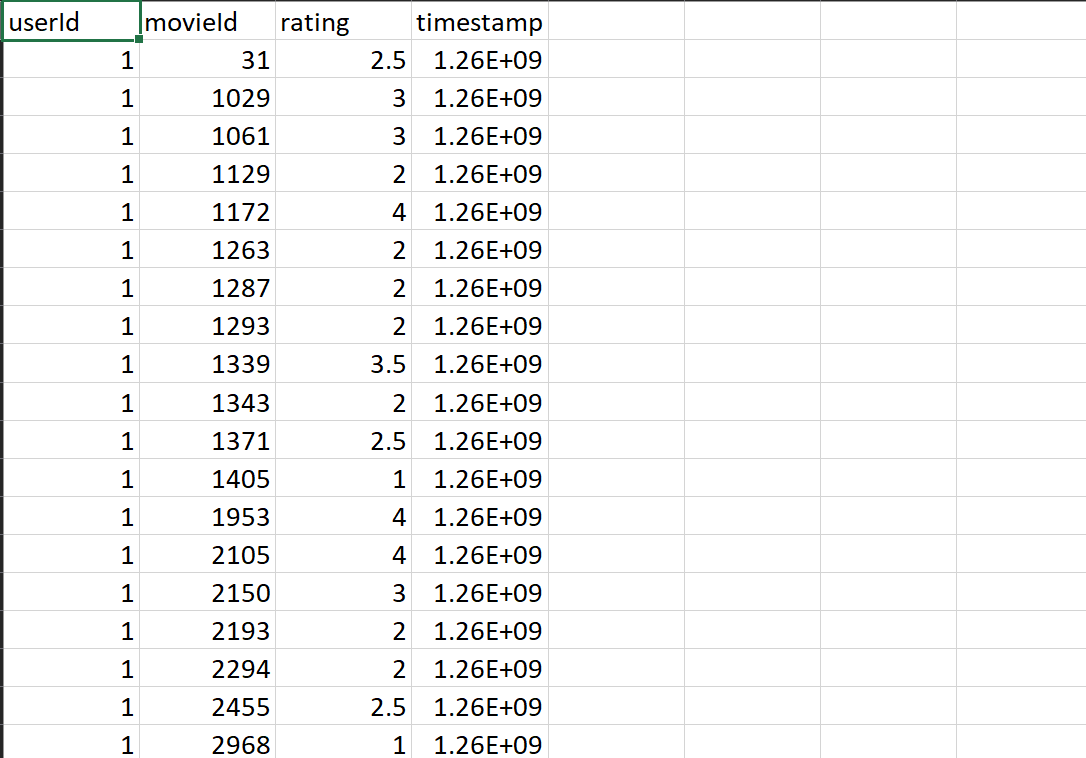 userId movieId rating timestamp
1 31 2.5 1.26E+09
1 1029 3 1.26E+09
1 1061 3 1.26E+09
1 1129 2 1.26E+09
1 1172 4 1.26E+09
1 1263 2 1.26E+09
1 1287 2 1.26E+09
1 1293 2 1.26E+09
1 1339 3.5 1.26E+09
1 1343 2 1.26E+09
1 1371 2.5 1.26E+09
1 1405 1 1.26E+09
1 1953 4 1.26E+09
1 2105 4 1.26E+09
1 2150 3 1.26E+09
1 2193 2 1.26E+09
1 2294 2 1.26E+09
1 2455 2.5 1.26E+09
1 2968 1 1.26E+09